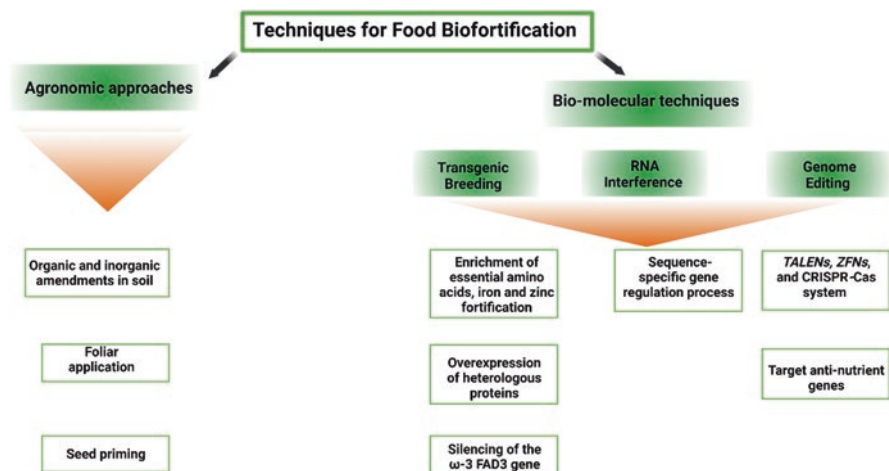 Techniques for Food Biofortification
Agronomic approaches
Bio-molecular techniques
Transgenic
Breeding
RNA
Interference
Genome
Editing
Organic and inorganic
amendments in soil
Foliar
application
Seed priming
Enrichment of
essential amino
acids, iron and zinc
fortification
Overexpression
of heterologous
proteins
Silencing of the
ω-3 FAD3 gene
Sequence-
specific gene
regulation process
TALENs, ZFNs,
and CRISPR-Cas
system
Target anti-nutrient
genes